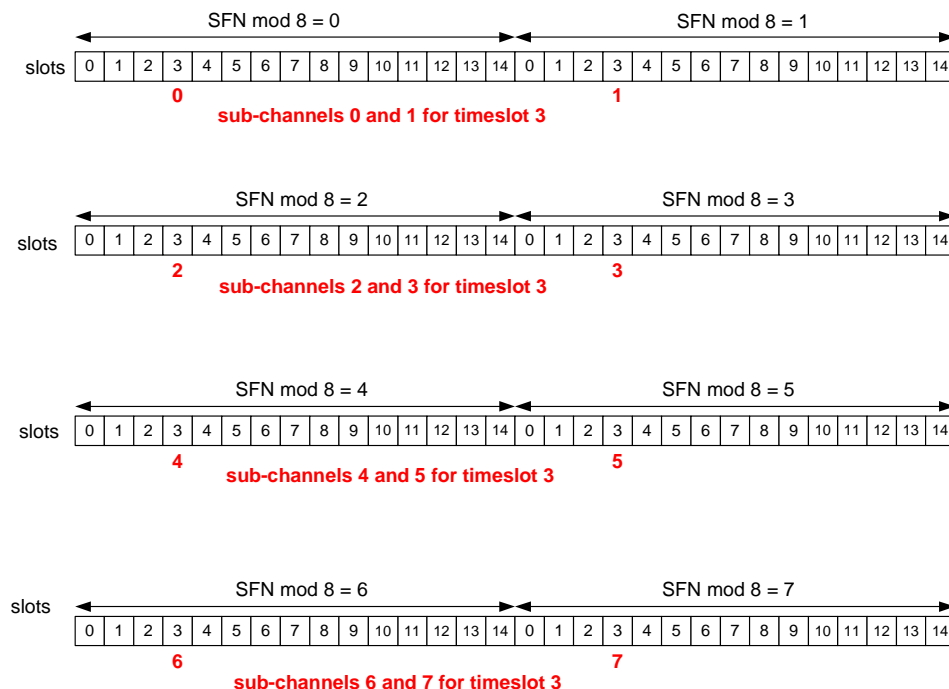 SFN mod 8 = 0 SFN mod 8 = 1
slots 0 1 2 3 4 5 6 7 8 9 10 11 12 13 14 0 1 2 3 4 5 6 7 8 9 10 11 12 13 14
0 1
sub-channels 0 and 1 for timeslot 3
SFN mod 8 = 2 SFN mod 8 = 3
slots 0 1 2 3 4 5 6 7 8 9 10 11 12 13 14 0 1 2 3 4 5 6 7 8 9 10 11 12 13 14
2 3
sub-channels 2 and 3 for timeslot 3
SFN mod 8 = 4 SFN mod 8 = 5
slots 0 1 2 3 4 5 6 7 8 9 10 11 12 13 14 0 1 2 3 4 5 6 7 8 9 10 11 12 13 14
4 5
sub-channels 4 and 5 for timeslot 3
SFN mod 8 = 6 SFN mod 8 = 7
slots
0 1 2 3 4 5 6 7 8 9 10 11 12 13 14 0 1 2 3 4 5 6 7 8 9 10 11 12 13 14
6 7
sub-channels 6 and 7 for timeslot 3